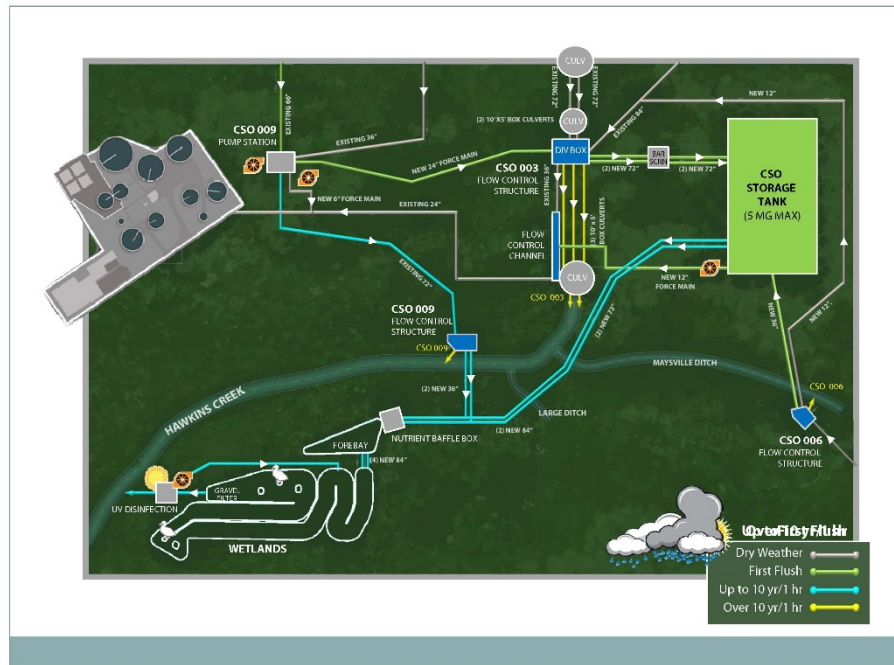 CULV
EXISTING 72"
EXISTING 72"
EXISTING 66"
CSO 009
PUMP STATION
EXISTING 36"
(2) 10'X5' BOX CULVERTS
CULV
EXISTING 84"
NEW 12"
DIV BOX
BAR
SCRN
CSO
STORAGE
TANK
(5 MG MAX)
NEW 24" FORCE MAIN
CSO 003
FLOW CONTROL
STRUCTURE
(2) NEW 72"
(2) NEW 72"
EXISTING 36"
NEW 6" FORCE MAIN
EXISTING 24"
FLOW
CONTROL
CHANNEL
(3) 10' x 5'
BOX CULVERTS
EXISTING 72"
CULV
NEW 12"
FORCE MAIN
CSO 003
(2) NEW 72"
NEW 36"
NEW 12"
CSO 009
FLOW CONTROL
STRUCTURE
CSO 009
MAYSVILLE DITCH
CSO 006
HAWKINS CREEK
(2) NEW 36"
LARGE DITCH
CSO 006
FLOW CONTROL
STRUCTURE
NUTRIENT BAFFLE BOX
(2) NEW 84"
FOREBAY
(4) NEW 84"
GRAVEL
FILTER
UV DISINFECTION
WETLANDS
Dry Weather
First Flush
Up to 10 yr/1 hr
Over 10 yr/1 hr